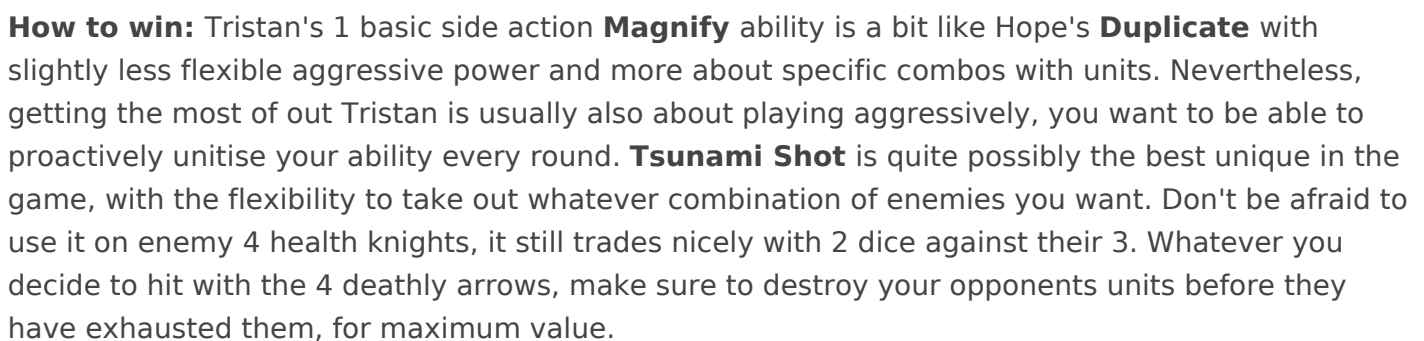 How to win: Tristan's 1 basic side action Magnify ability is a bit like Hope's Duplicate with
slightly less flexible aggressive power and more about specific combos with units. Nevertheless,
getting the most of out Tristan is usually also about playing aggressively, you want to be able to
proactively unitise your ability every round. Tsunami Shot is quite possibly the best unique in the
game, with the flexibility to take out whatever combination of enemies you want. Don't be afraid to
use it on enemy 4 health knights, it still trades nicely with 2 dice against their 3. Whatever you
decide to hit with the 4 deathly arrows, make sure to destroy your opponents units before they
have exhausted them, for maximum value.